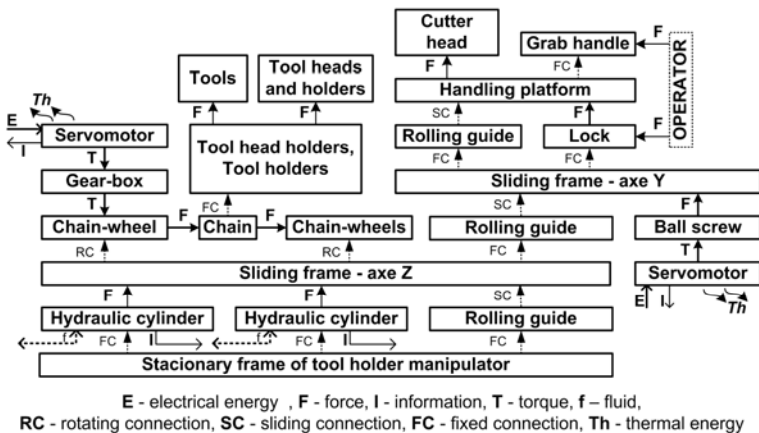 Cutter
head
Grab handle
F
OPERATOR
Tools
Tool heads
and holders
F
FC
Handling platform
Th
F
F
SC
F
F
E
Servomotor
Rolling guide
Lock
I
Tool head holders,
Tool holders
T
FC
FC
Gear-box
Sliding frame - axe Y
T
FC
SC
F
Chain-wheel
F
Chain
F
Chain-wheels
Rolling guide
Ball screw
RC
RC
FC
T
Sliding frame - axe Z
Servomotor
F
F
SC
E
I
Th
Hydraulic cylinder
Hydraulic cylinder
Rolling guide
f
FC
I
f
FC
I
FC
Stacionary frame of tool holder manipulator
E - electrical energy , F - force, I - information, T - torque, f – fluid,
RC - rotating connection, SC - sliding connection, FC - fixed connection, Th - thermal energy